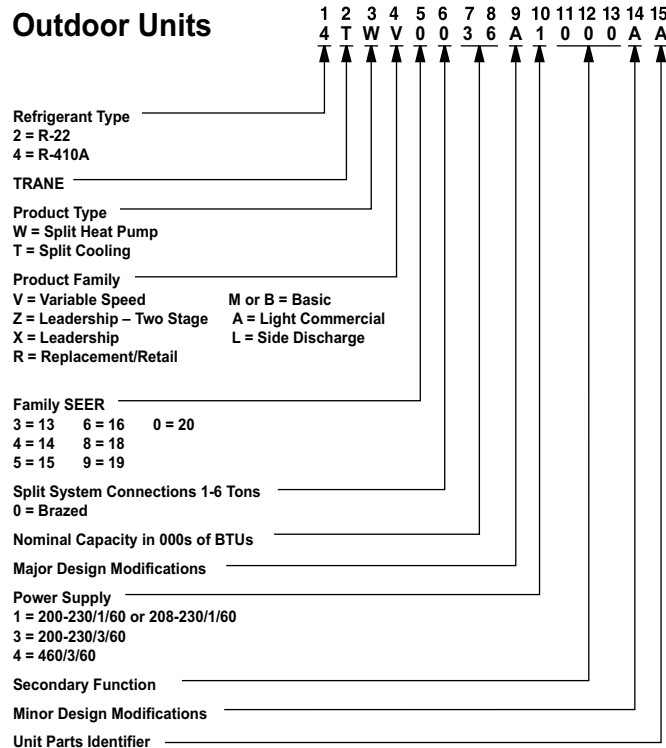 Outdoor Units
1 2 3 4 5 6 7 8 9 10 11 12 13 14 15
4 T W V 0 0 3 6 A 1 0 0 0 A A
Refrigerant Type
2 = R-22
4 = R-410A
TRANE
Product Type
W = Split Heat Pump
T = Split Cooling
Product Family
V = Variable Speed M or B = Basic
Z = Leadership – Two Stage A = Light Commercial
X = Leadership L = Side Discharge
R = Replacement/Retail
Family SEER
3 = 13 6 = 16 0 = 20
4 = 14 8 = 18
5 = 15 9 = 19
Split System Connections 1-6 Tons
0 = Brazed
Nominal Capacity in 000s of BTUs
Major Design Modifications
Power Supply
1 = 200-230/1/60 or 208-230/1/60
3 = 200-230/3/60
4 = 460/3/60
Secondary Function
Minor Design Modifications
Unit Parts Identifier